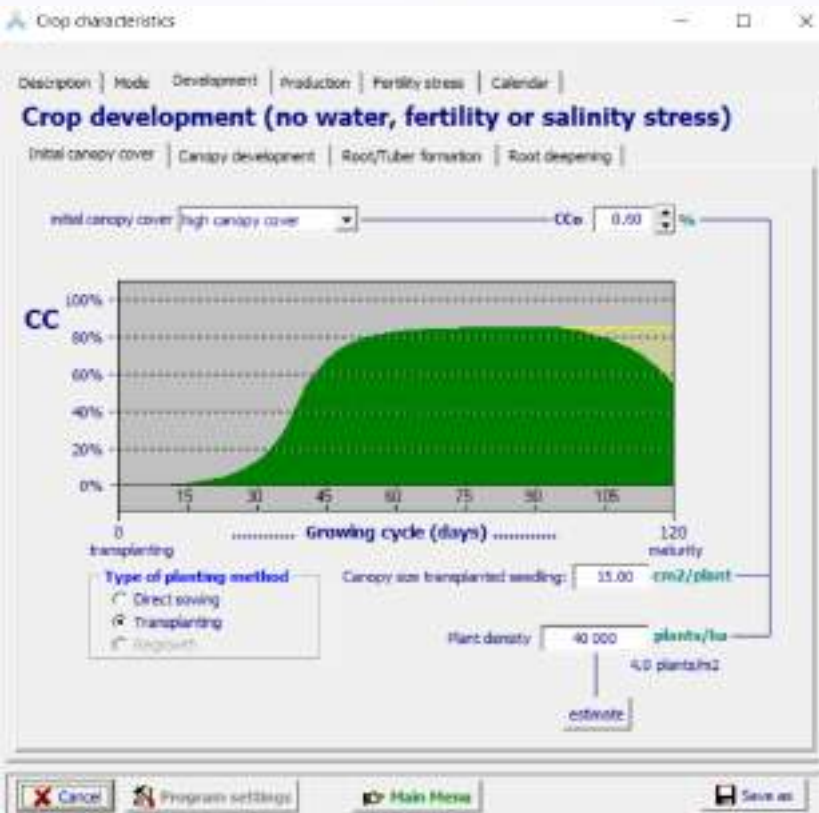 Crop characteristics
Description | Mode | Development | Production | Fertility stress | Calendar
Crop development (no water, fertility or salinity stress)
Initial canopy cover | Canopy development | Root/Tuber formation | Root deepening
initial canopy cover high canopy cover CCo 0.60 %
CC
100%
80%
60%
40%
20%
0%
15 30 45 60 75 90 105
0 ............ Growing cycle (days) ............ 120
transplanting maturity
Type of planting method
Direct sowing
Transplanting
Regrowth
Canopy size transplanted seedling: 15.00 cm2/plant
Plant density 40 000 plants/ha
4.0 plants/m2
estimate
Cancel Program settings Main Menu Save as